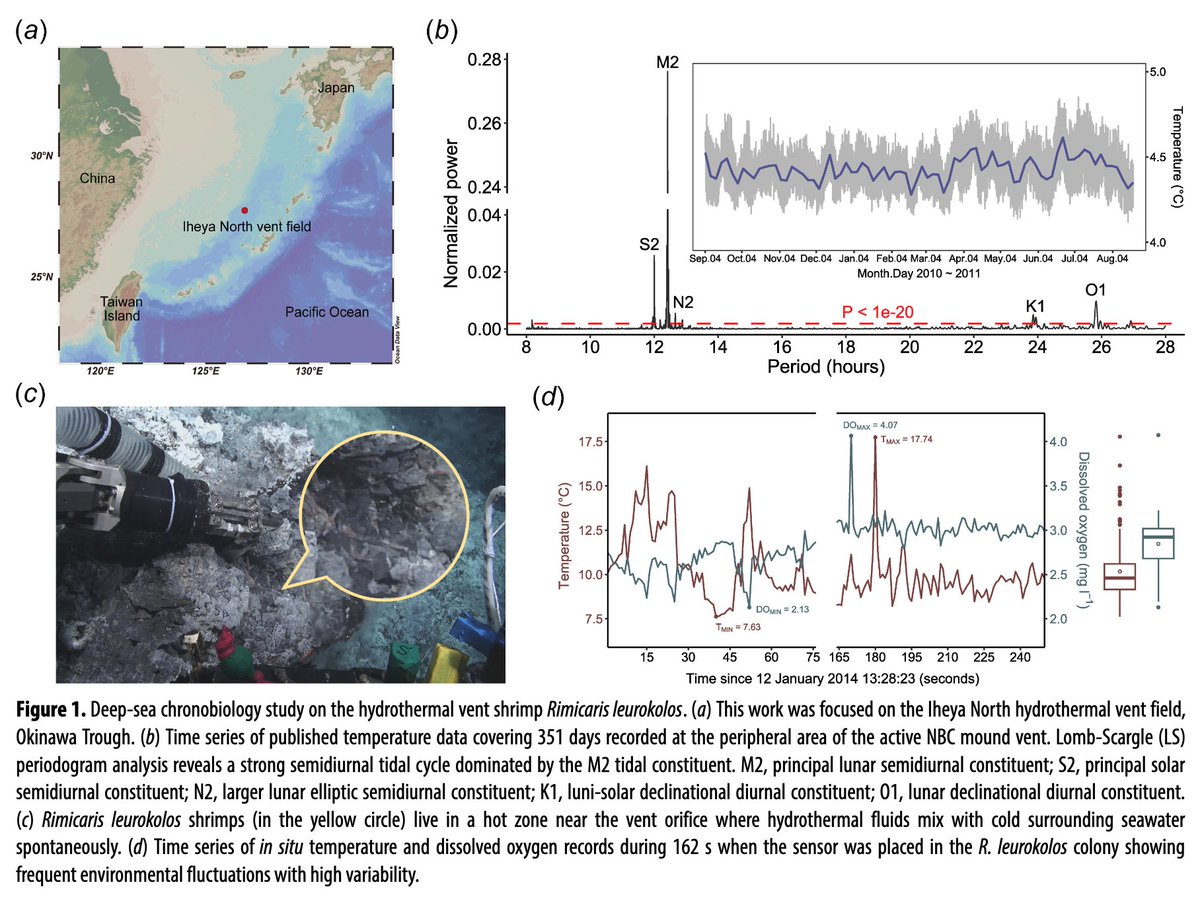 (a)
Japan
30°N
China
Iheya North vent field
25°N
Taiwan
Island
Pacific Ocean
Ocean Data View
120°E 125°E 130°E
(b)
Normalized power
0.28
0.26
0.24
0.04
0.02
0.00
M2
S2
N2
K1
O1
P < 1e-20
8 10 12 14 16 18 20 22 24 26 28
Period (hours)
5.0
4.5
4.0
Temperature (°C)
Sep.04 Oct.04 Nov.04 Dec.04 Jan.04 Feb.04 Mar.04 Apr.04 May.04 Jun.04 Jul.04 Aug.04
Month.Day 2010 ~ 2011
(c)
(d)
Temperature (°C)
17.5
15.0
12.5
10.0
7.5
DOMAX = 4.07
TMAX = 17.74
DOMIN = 2.13
TMIN = 7.63
4.0
3.5
3.0
2.5
2.0
Dissolved oxygen (mg l−1)
15 30 45 60 75 165 180 195 210 225 240
Time since 12 January 2014 13:28:23 (seconds)
Figure 1. Deep-sea chronobiology study on the hydrothermal vent shrimp Rimicaris leurokolos. (a) This work was focused on the Iheya North hydrothermal vent field,
Okinawa Trough. (b) Time series of published temperature data covering 351 days recorded at the peripheral area of the active NBC mound vent. Lomb-Scargle (LS)
periodogram analysis reveals a strong semidiurnal tidal cycle dominated by the M2 tidal constituent. M2, principal lunar semidiurnal constituent; S2, principal solar
semidiurnal constituent; N2, larger lunar elliptic semidiurnal constituent; K1, luni-solar declinational diurnal constituent; O1, lunar declinational diurnal constituent.
(c) Rimicaris leurokolos shrimps (in the yellow circle) live in a hot zone near the vent orifice where hydrothermal fluids mix with cold surrounding seawater
spontaneously. (d) Time series of in situ temperature and dissolved oxygen records during 162 s when the sensor was placed in the R. leurokolos colony showing
frequent environmental fluctuations with high variability.